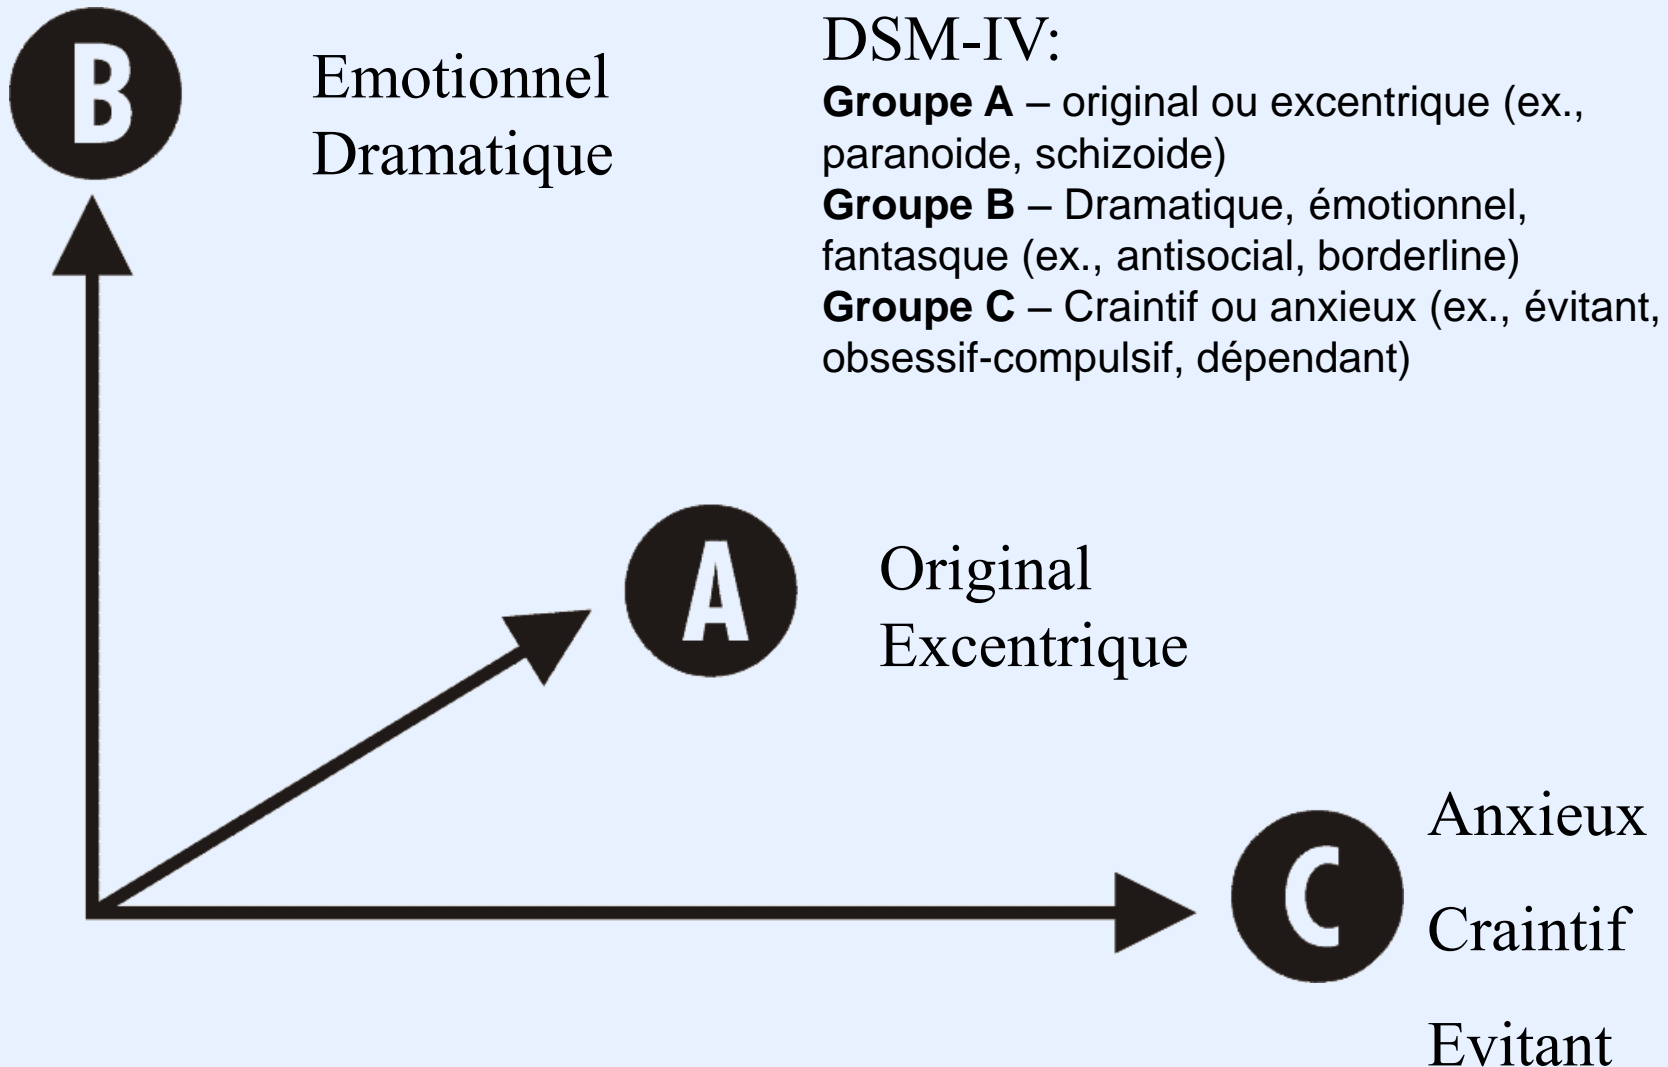 B
Emotionnel
Dramatique
DSM-IV:
Groupe A – original ou excentrique (ex.,
paranoide, schizoide)
Groupe B – Dramatique, émotionnel,
fantasque (ex., antisocial, borderline)
Groupe C – Craintif ou anxieux (ex., évitant,
obsessif-compulsif, dépendant)
A
Original
Excentrique
C
Anxieux
Craintif
Evitant